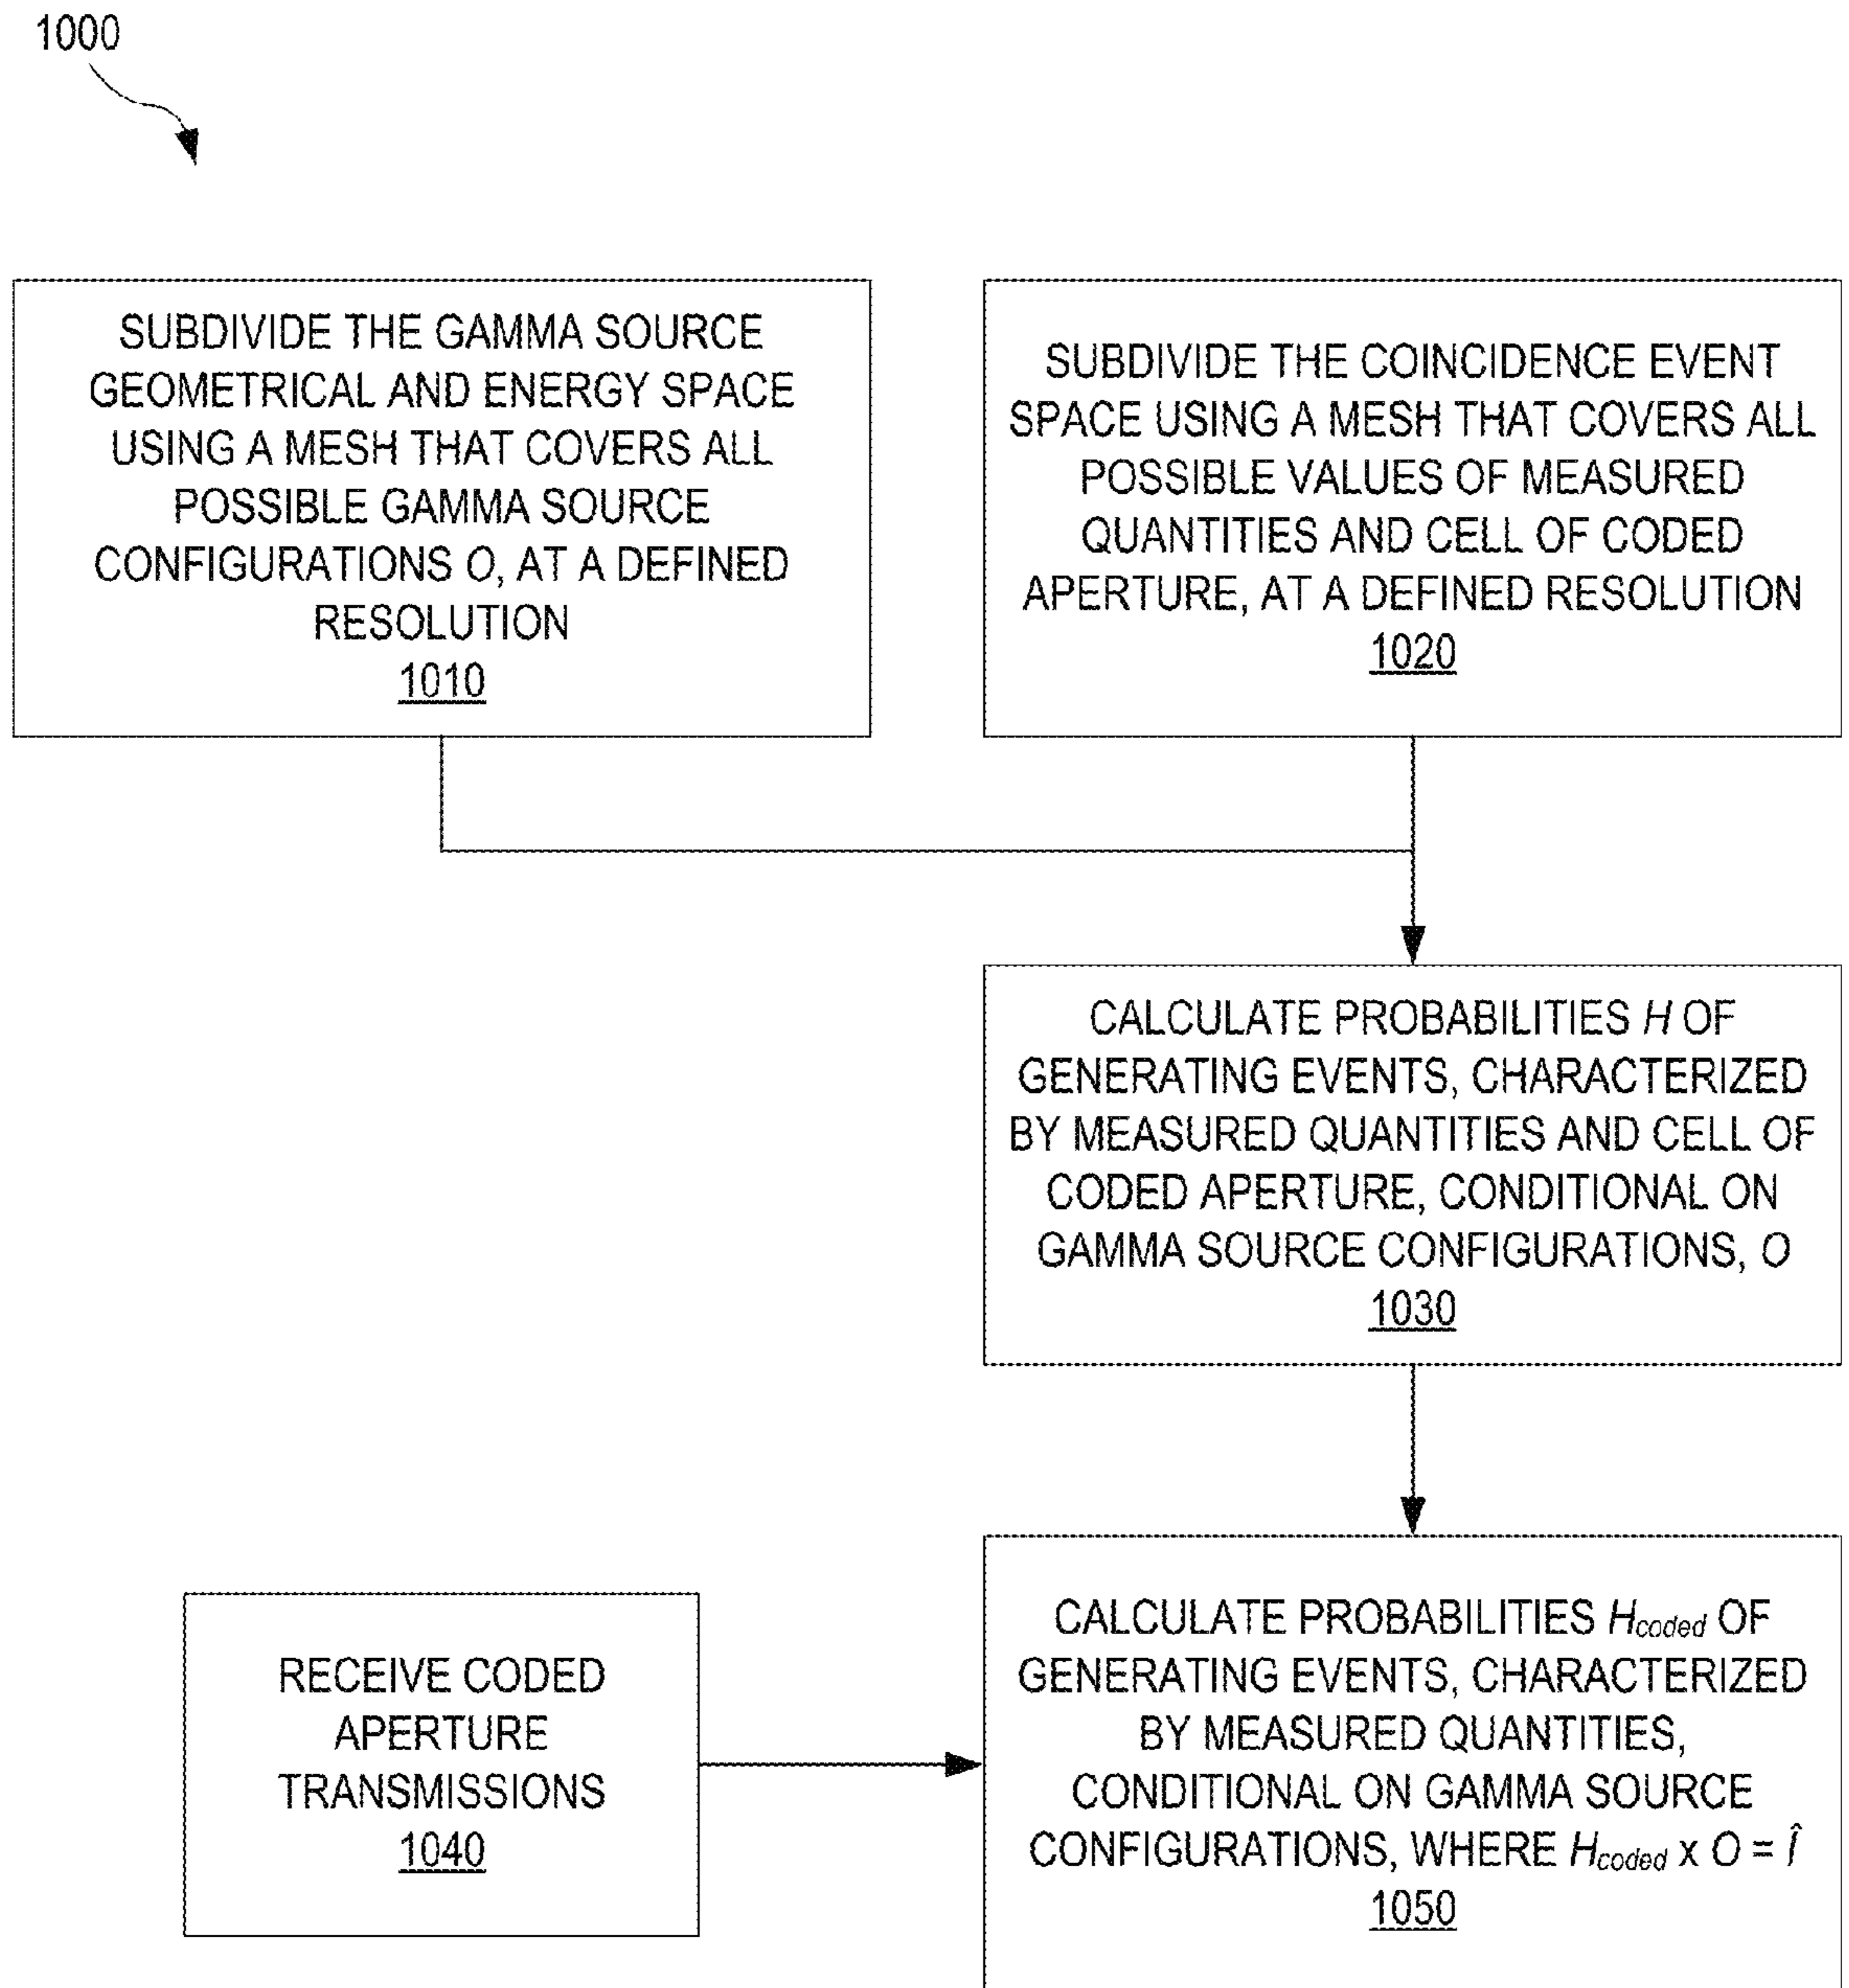 1000
SUBDIVIDE THE GAMMA SOURCE
GEOMETRICAL AND ENERGY SPACE
USING A MESH THAT COVERS ALL
POSSIBLE GAMMA SOURCE
CONFIGURATIONS O, AT A DEFINED
RESOLUTION
1010
SUBDIVIDE THE COINCIDENCE EVENT
SPACE USING A MESH THAT COVERS ALL
POSSIBLE VALUES OF MEASURED
QUANTITIES AND CELL OF CODED
APERTURE, AT A DEFINED RESOLUTION
1020
CALCULATE PROBABILITIES H OF
GENERATING EVENTS, CHARACTERIZED
BY MEASURED QUANTITIES AND CELL OF
CODED APERTURE, CONDITIONAL ON
GAMMA SOURCE CONFIGURATIONS, O
1030
RECEIVE CODED
APERTURE
TRANSMISSIONS
1040
CALCULATE PROBABILITIES Hcoded OF
GENERATING EVENTS, CHARACTERIZED
BY MEASURED QUANTITIES,
CONDITIONAL ON GAMMA SOURCE
CONFIGURATIONS, WHERE Hcoded x O = Î
1050